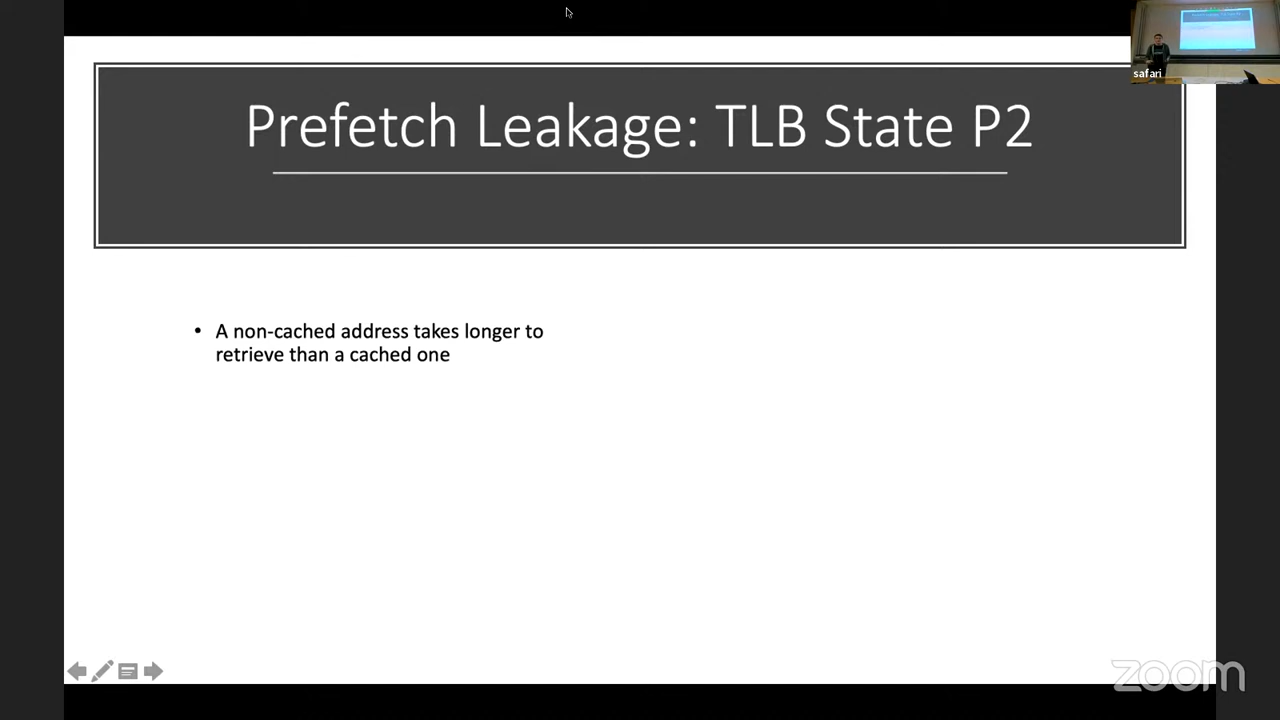 safari
Prefetch Leakage: TLB State P2
• A non-cached address takes longer to
retrieve than a cached one
zoom